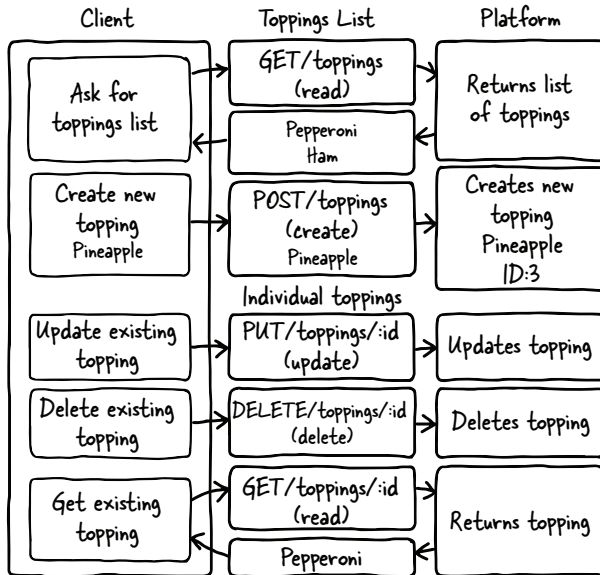 Client
Toppings List
Platform
Ask for
toppings list
GET/toppings
(read)
Returns list
of toppings
Pepperoni
Ham
Create new
topping
Pineapple
POST/toppings
(create)
Pineapple
Creates new
topping
Pineapple
ID:3
Individual toppings
Update existing
topping
PUT/toppings/:id
(update)
Updates topping
Delete existing
topping
DELETE/toppings/:id
(delete)
Deletes topping
Get existing
topping
GET/toppings/:id
(read)
Returns topping
Pepperoni